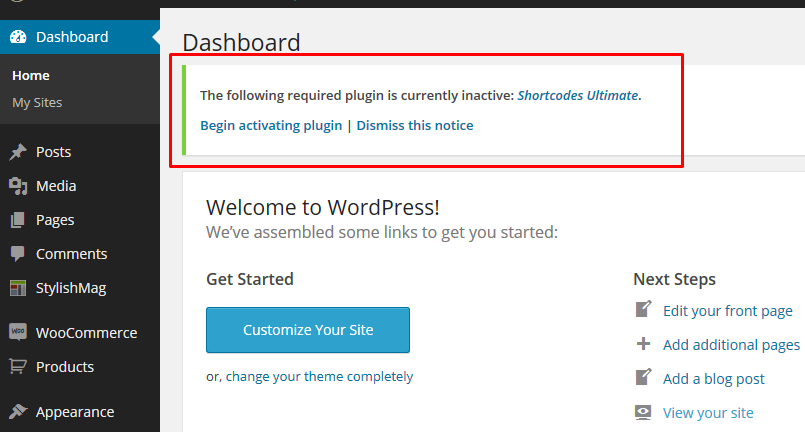 Dashboard
Home
My Sites
Posts
Media
Pages
Comments
StylishMag
WOO
WooCommerce
Products
Appearance
Dashboard
The following required plugin is currently inactive: Shortcodes Ultimate.
Begin activating plugin | Dismiss this notice
Welcome to WordPress!
We've assembled some links to get you started:
Get Started
Customize Your Site
or, change your theme completely
Next Steps
Edit your front page
Add additional pages
Add a blog post
View your site